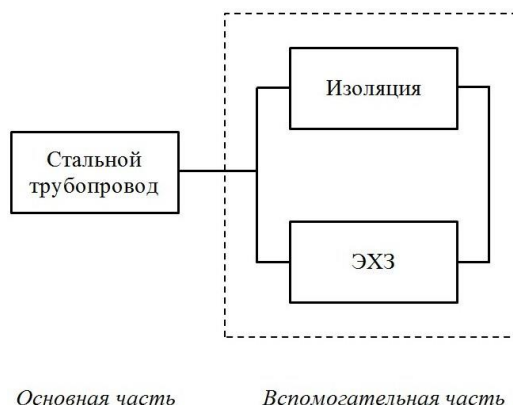 Изоляция
Стальной
трубопровод
ЭХЗ
Основная часть
Вспомогательная часть